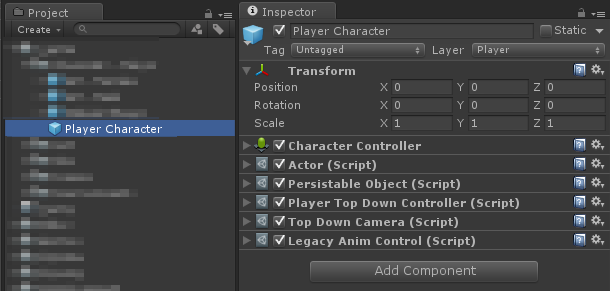 Project
Create
Player Character
Inspector
Player Character
Static
Tag Untagged Layer Player
Transform
Position X 0 Y 0 Z 0
Rotation X 0 Y 0 Z 0
Scale X 1 Y 1 Z 1
Character Controller
Actor (Script)
Persistable Object (Script)
Player Top Down Controller (Script)
Top Down Camera (Script)
Legacy Anim Control (Script)
Add Component